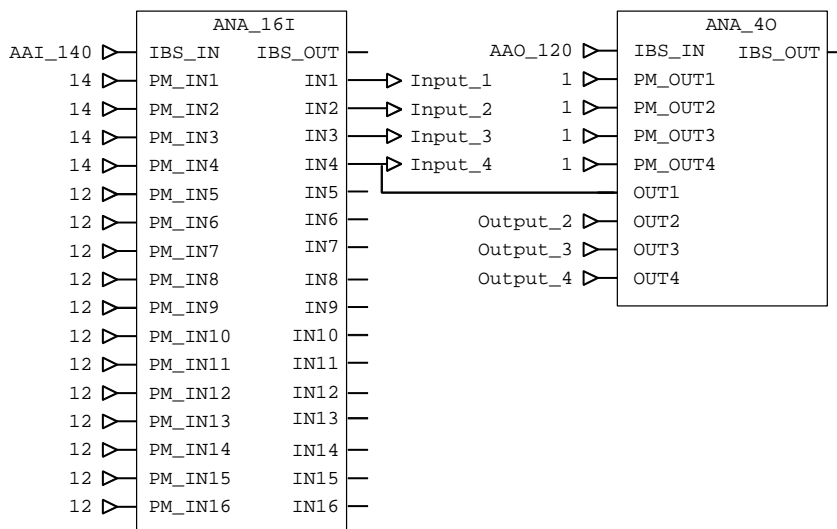 ANA_16I
AAI_140 IBS_IN IBS_OUT
14 PM_IN1 IN1 Input_1
14 PM_IN2 IN2 Input_2
14 PM_IN3 IN3 Input_3
14 PM_IN4 IN4 Input_4
12 PM_IN5 IN5
12 PM_IN6 IN6
12 PM_IN7 IN7
12 PM_IN8 IN8
12 PM_IN9 IN9
12 PM_IN10 IN10
12 PM_IN11 IN11
12 PM_IN12 IN12
12 PM_IN13 IN13
12 PM_IN14 IN14
12 PM_IN15 IN15
12 PM_IN16 IN16
ANA_4O
AAO_120 IBS_IN IBS_OUT
1 PM_OUT1
1 PM_OUT2
1 PM_OUT3
1 PM_OUT4
OUT1
Output_2 OUT2
Output_3 OUT3
Output_4 OUT4